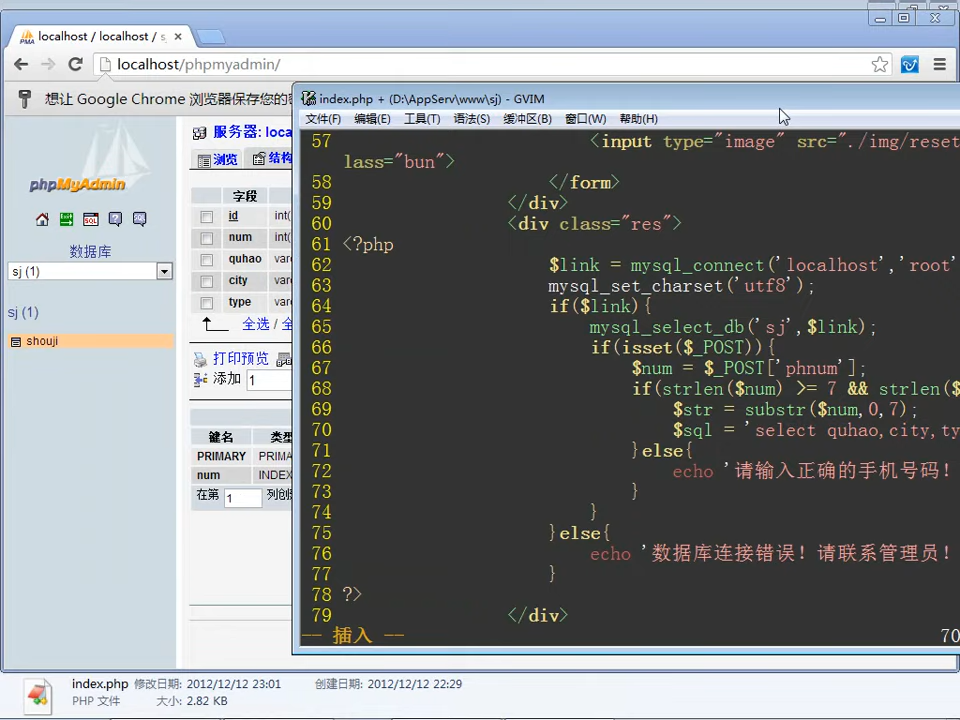 localhost / localhost / s
localhost/phpmyadmin/
想让 Google Chrome 浏览器保存您的密
phpMyAdmin
数据库
sj (1)
sj (1)
shouji
服务器: loca
浏览
结构
字段
id int(
num int(
quhao varc
city varc
type varc
全选 / 全
打印预览
添加 1
键名 类型
PRIMARY PRIMA
num INDEX
在第 1 列创建
index.php + (D:\AppServ\www\sj) - GVIM
文件(F) 编辑(E) 工具(T) 语法(S) 缓冲区(B) 窗口(W) 帮助(H)
57 <input type="image" src="./img/reset
lass="bun">
58 </form>
59 </div>
60 <div class="res">
61 <?php
62 $link = mysql_connect('localhost','root'
63 mysql_set_charset('utf8');
64 if($link){
65 mysql_select_db('sj',$link);
66 if(isset($_POST)){
67 $num = $_POST['phnum'];
68 if(strlen($num) >= 7 && strlen($
69 $str = substr($num,0,7);
70 $sql = 'select quhao,city,ty
71 }else{
72 echo '请输入正确的手机号码!
73 }
74 }
75 }else{
76 echo '数据库连接错误! 请联系管理员!
77 }
78 ?>
79 </div>
-- 插入 -- 70
index.php 修改日期: 2012/12/12 23:01 创建日期: 2012/12/12 22:29
PHP 文件 大小: 2.82 KB